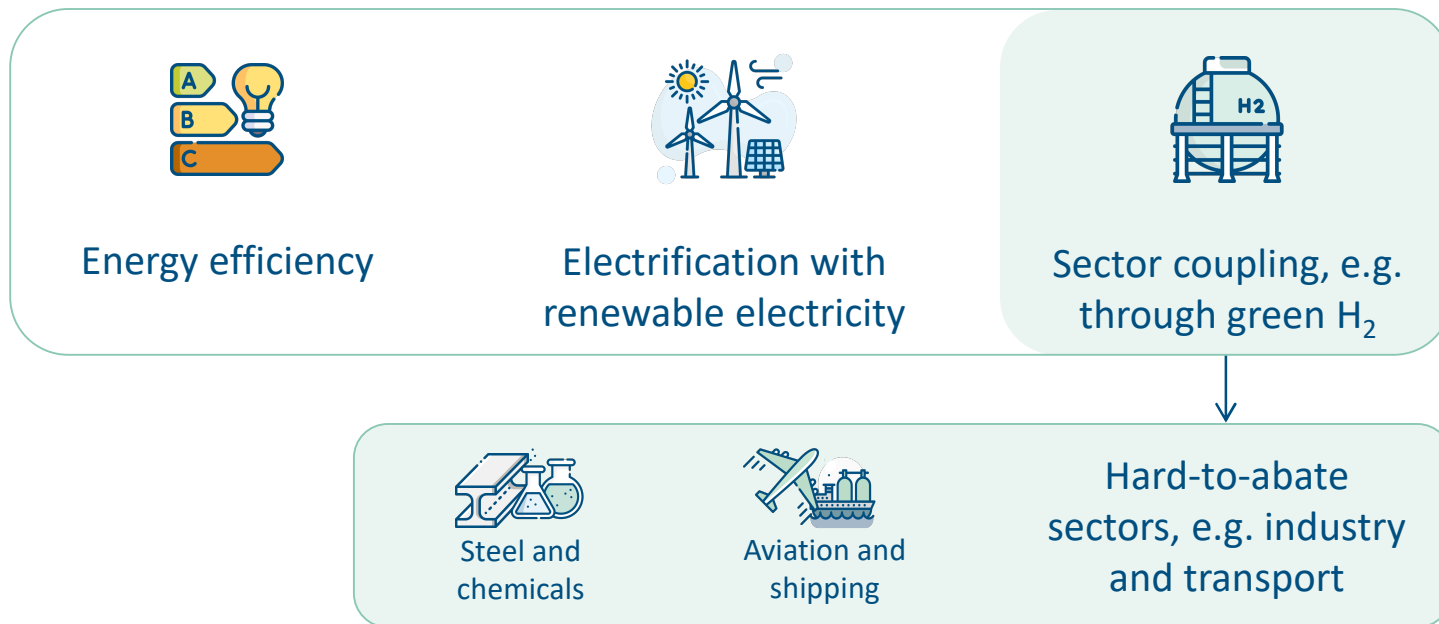 A
B
C
H2
Energy efficiency
Electrification with
renewable electricity
Sector coupling, e.g.
through green H₂
Steel and
chemicals
Aviation and
shipping
Hard-to-abate
sectors, e.g. industry
and transport